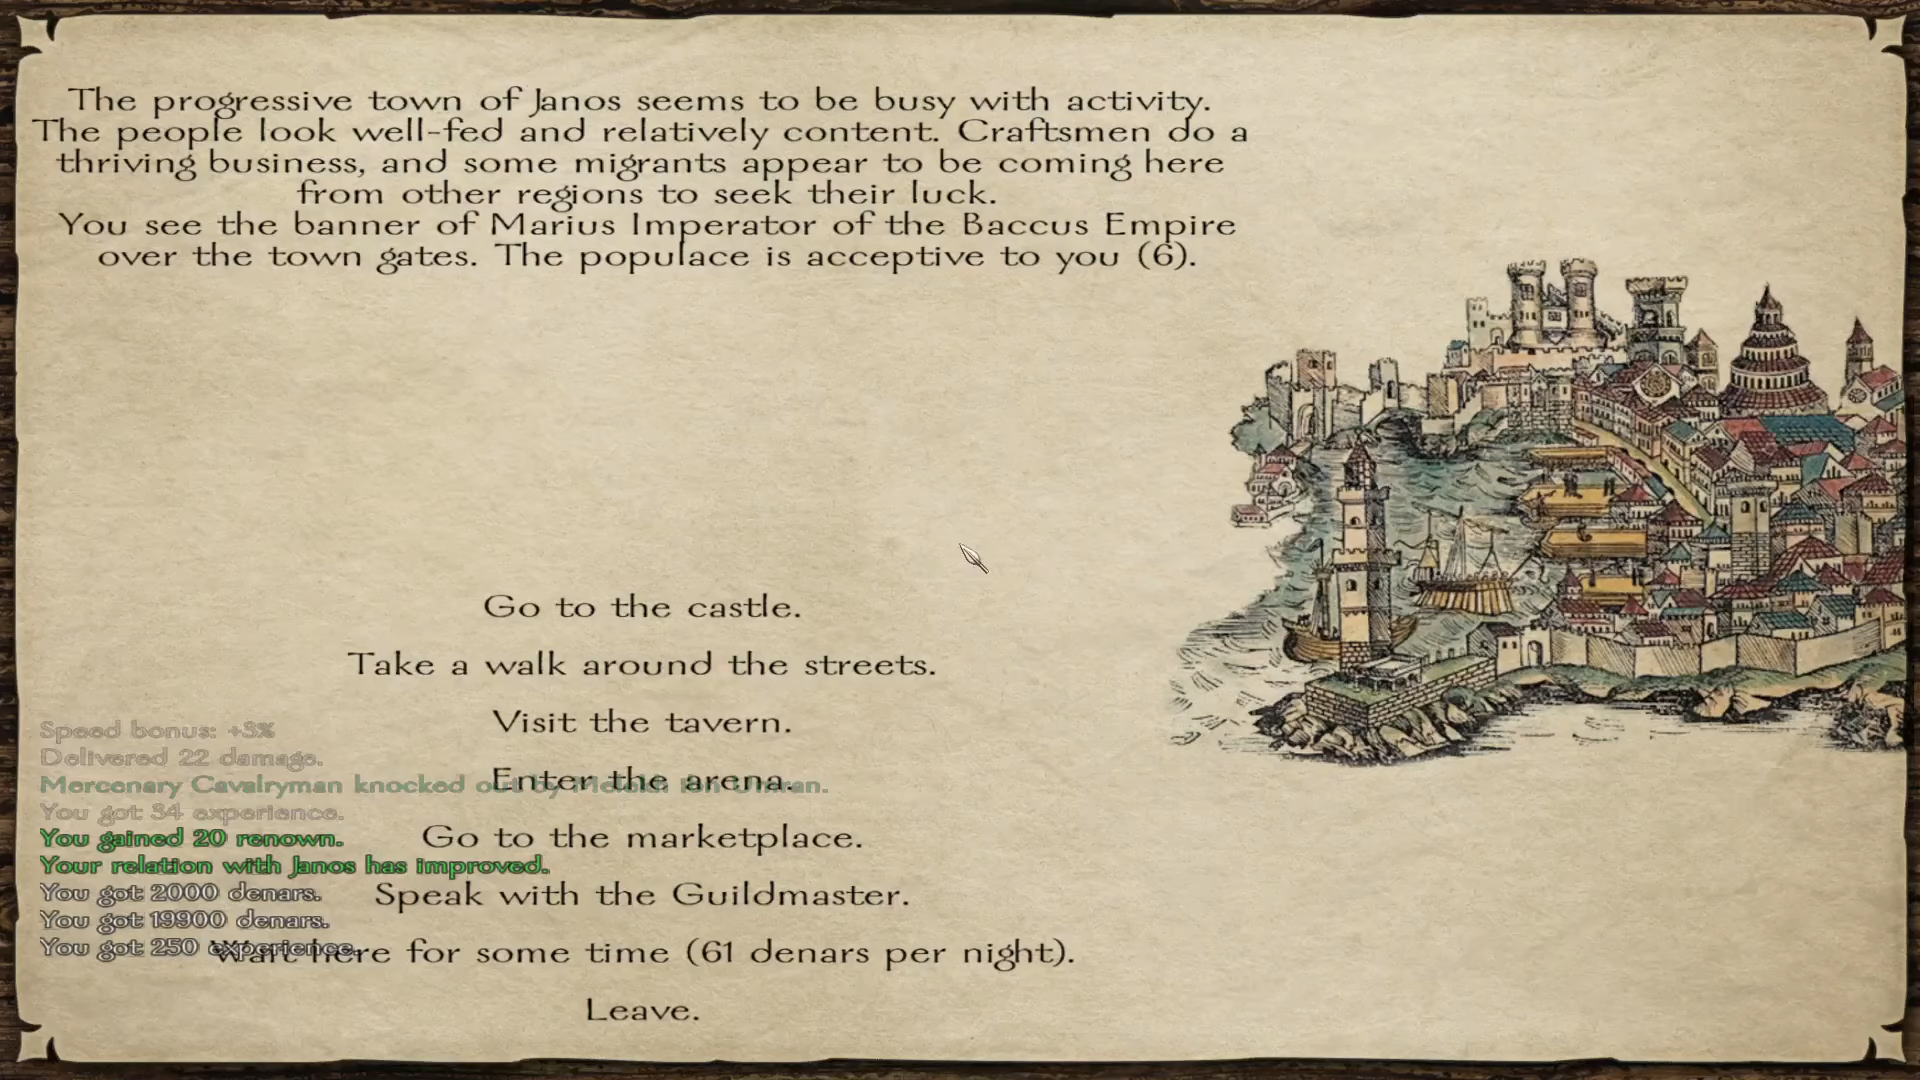 The progressive town of Janos seems to be busy with activity.
The people look well-fed and relatively content. Craftsmen do a
thriving business, and some migrants appear to be coming here
from other regions to seek their luck.
You see the banner of Marius Imperator of the Baccus Empire
over the town gates. The populace is acceptive to you (6).
Go to the castle.
Take a walk around the streets.
Visit the tavern.
Enter the arena.
Go to the marketplace.
Speak with the Guildmaster.
Wait here for some time (61 denars per night).
Leave.
Speed bonus: +3%
Delivered 22 damage.
Mercenary Cavalryman knocked out by
You got 34 experience.
You gained 20 renown.
Your relation with Janos has improved.
You got 2000 denars.
You got 19900 denars.
You got 250 experience.